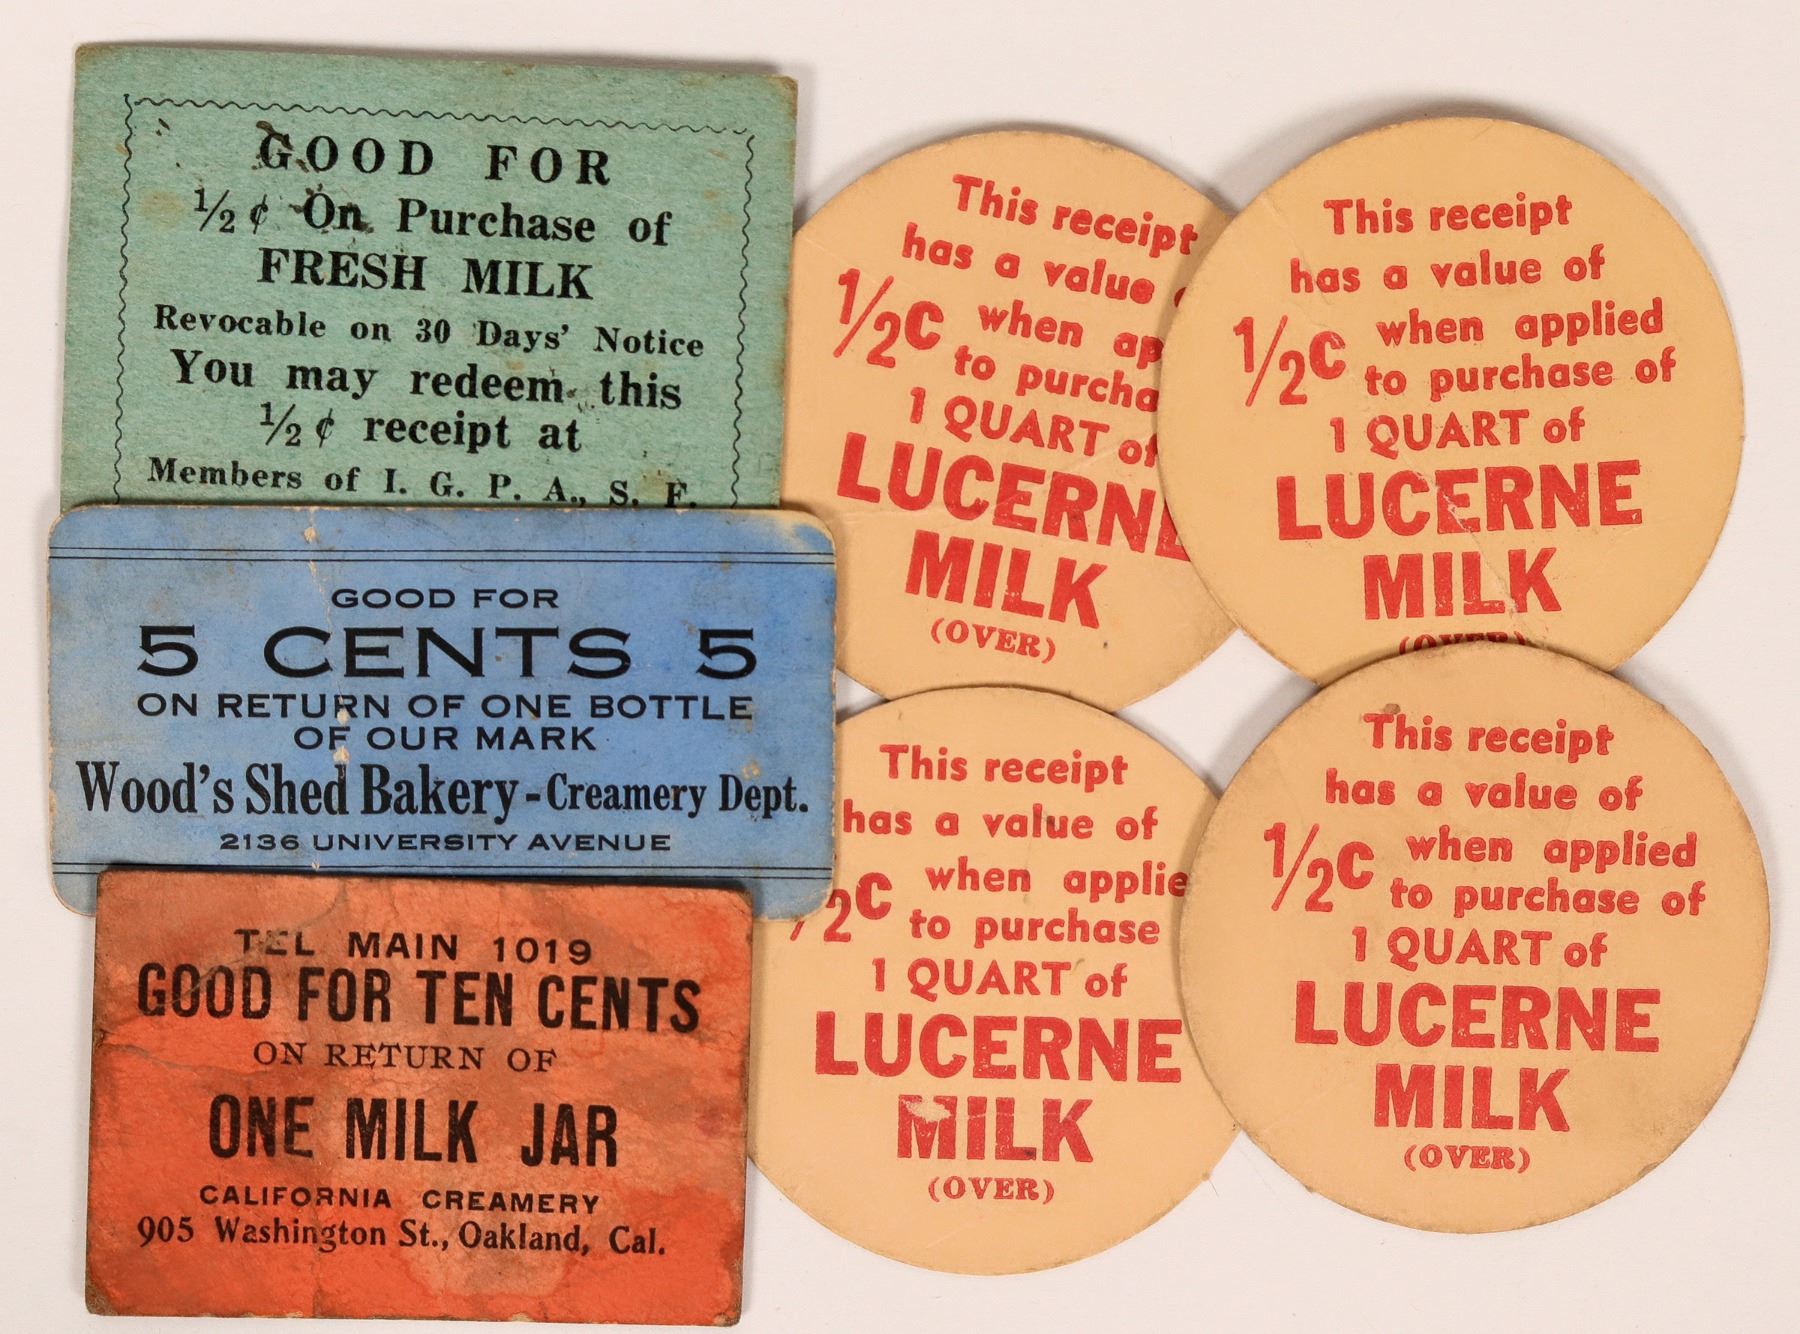 GOOD FOR
½ ¢ On Purchase of
FRESH MILK
Revocable on 30 Days' Notice
You may redeem this
½ ¢ receipt at
Members of I. G. P. A., S. F.
GOOD FOR
5 CENTS 5
ON RETURN OF ONE BOTTLE
OF OUR MARK
Wood's Shed Bakery - Creamery Dept.
2136 UNIVERSITY AVENUE
TEL MAIN 1019
GOOD FOR TEN CENTS
ON RETURN OF
ONE MILK JAR
CALIFORNIA CREAMERY
905 Washington St., Oakland, Cal.
This receipt
has a value
½c when ap
to purcha
1 QUART of
LUCERNE
MILK
(OVER)
This receipt
has a value of
½c when applied
to purchase of
1 QUART of
LUCERNE
MILK
(OVER)
This receipt
has a value of
½c when applie
to purchase
1 QUART of
LUCERNE
MILK
(OVER)
This receipt
has a value of
½c when applied
to purchase of
1 QUART of
LUCERNE
MILK
(OVER)